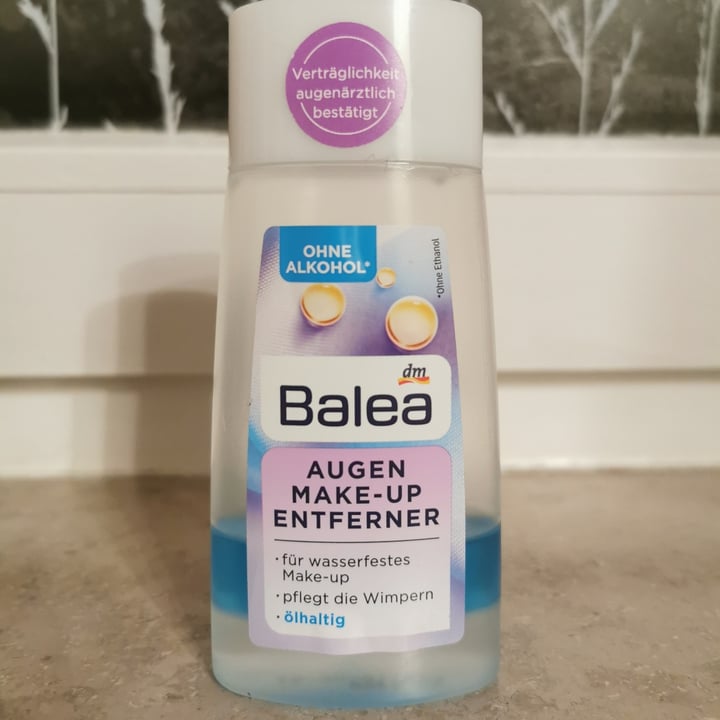 Verträglichkeit
augenärztlich
bestätigt
OHNE
ALKOHOL*
*Ohne Ethanol
dm
Balea
AUGEN
MAKE-UP
ENTFERNER
· für wasserfestes
Make-up
· pflegt die Wimpern
· ölhaltig